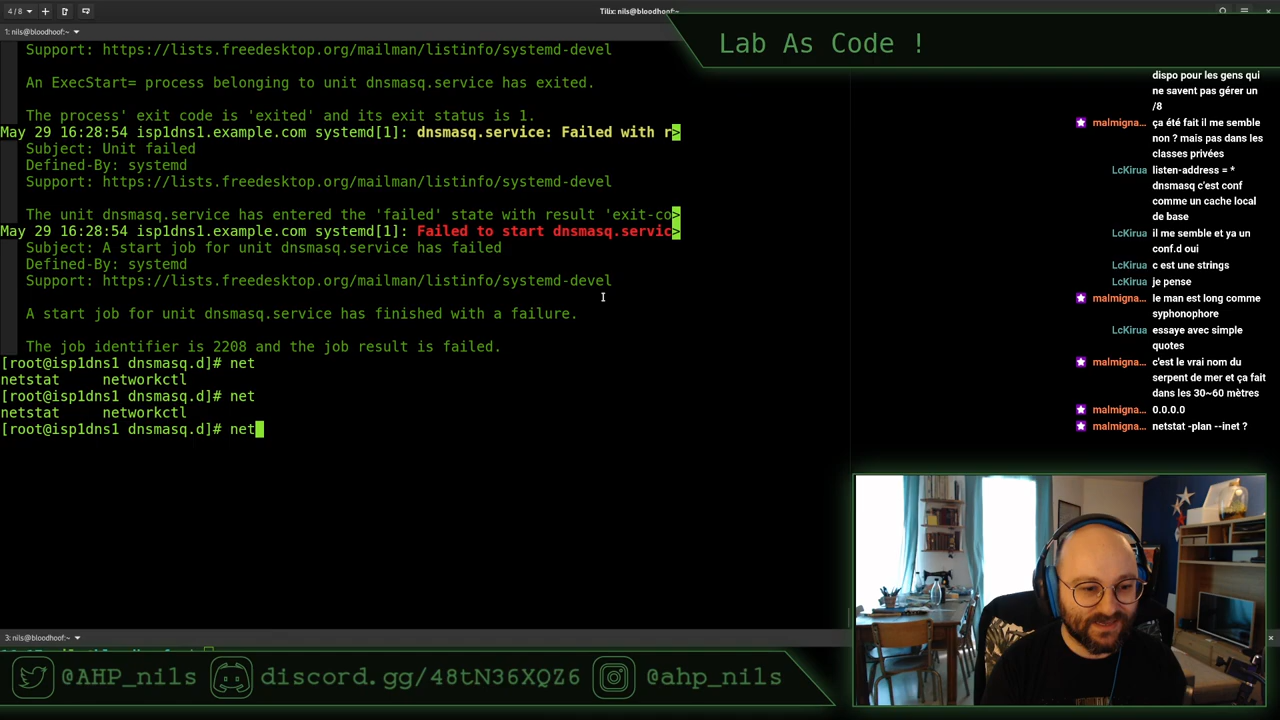 4 / 8
Tilix: nils@bloodhoof:~
1: nils@bloodhoof:~
Lab As Code !
Support: https://lists.freedesktop.org/mailman/listinfo/systemd-devel
An ExecStart= process belonging to unit dnsmasq.service has exited.
The process' exit code is 'exited' and its exit status is 1.
May 29 16:28:54 isp1dns1.example.com systemd[1]: dnsmasq.service: Failed with r>
Subject: Unit failed
Defined-By: systemd
Support: https://lists.freedesktop.org/mailman/listinfo/systemd-devel
The unit dnsmasq.service has entered the 'failed' state with result 'exit-co>
May 29 16:28:54 isp1dns1.example.com systemd[1]: Failed to start dnsmasq.servic>
Subject: A start job for unit dnsmasq.service has failed
Defined-By: systemd
Support: https://lists.freedesktop.org/mailman/listinfo/systemd-devel
A start job for unit dnsmasq.service has finished with a failure.
The job identifier is 2208 and the job result is failed.
[root@isp1dns1 dnsmasq.d]# net
netstat networkctl
[root@isp1dns1 dnsmasq.d]# net
netstat networkctl
[root@isp1dns1 dnsmasq.d]# net
dispo pour les gens qui
ne savent pas gérer un
/8
malmigna... ça été fait il me semble
non ? mais pas dans les
classes privées
LcKirua listen-address = *
dnsmasq c'est conf
comme un cache local
de base
LcKirua il me semble et ya un
conf.d oui
LcKirua c est une strings
LcKirua je pense
malmigna... le man est long comme
syphonophore
LcKirua essaye avec simple
quotes
malmigna... c'est le vrai nom du
serpent de mer et ça fait
dans les 30~60 mètres
malmigna... 0.0.0.0
malmigna... netstat -plan --inet ?
3: nils@bloodhoof:~
@AHP_nils
discord.gg/48tN36XQZ6
@ahp_nils